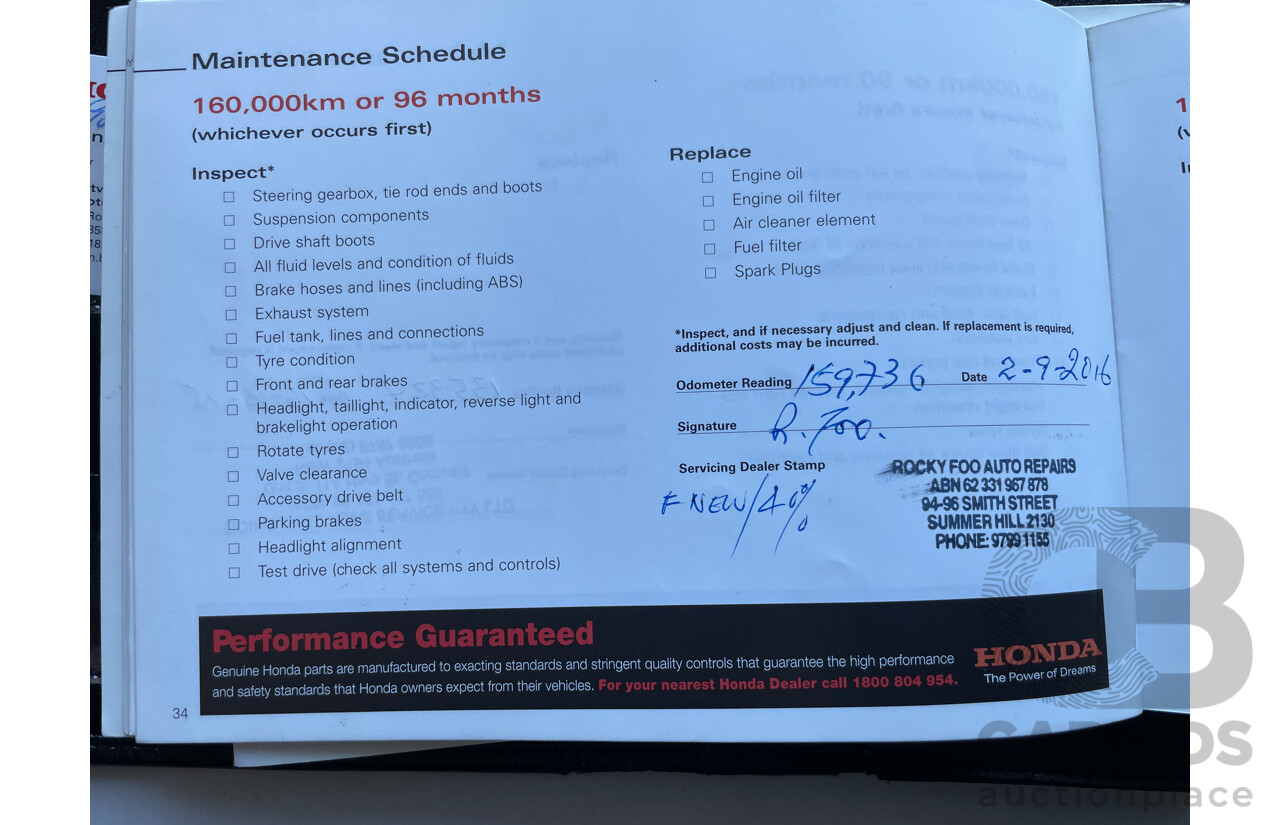 Maintenance Schedule
160,000km or 96 months
(whichever occurs first)
Inspect*
Steering gearbox, tie rod ends and boots
Suspension components
Drive shaft boots
All fluid levels and condition of fluids
Brake hoses and lines (including ABS)
Exhaust system
Fuel tank, lines and connections
Tyre condition
Front and rear brakes
Headlight, taillight, indicator, reverse light and
brakelight operation
Rotate tyres
Valve clearance
Accessory drive belt
Parking brakes
Headlight alignment
Test drive (check all systems and controls)
Replace
Engine oil
Engine oil filter
Air cleaner element
Fuel filter
Spark Plugs
*Inspect, and if necessary adjust and clean. If replacement is required,
additional costs may be incurred.
Odometer Reading 159,736 Date 2-9-2016
Signature R. Foo.
Servicing Dealer Stamp
F NEW/40%
ROCKY FOO AUTO REPAIRS
ABN 62 331 967 878
94-96 SMITH STREET
SUMMER HILL 2130
PHONE: 9799 1155
Performance Guaranteed
Genuine Honda parts are manufactured to exacting standards and stringent quality controls that guarantee the high performance
and safety standards that Honda owners expect from their vehicles. For your nearest Honda Dealer call 1800 804 954.
HONDA
The Power of Dreams
34
auctionplace